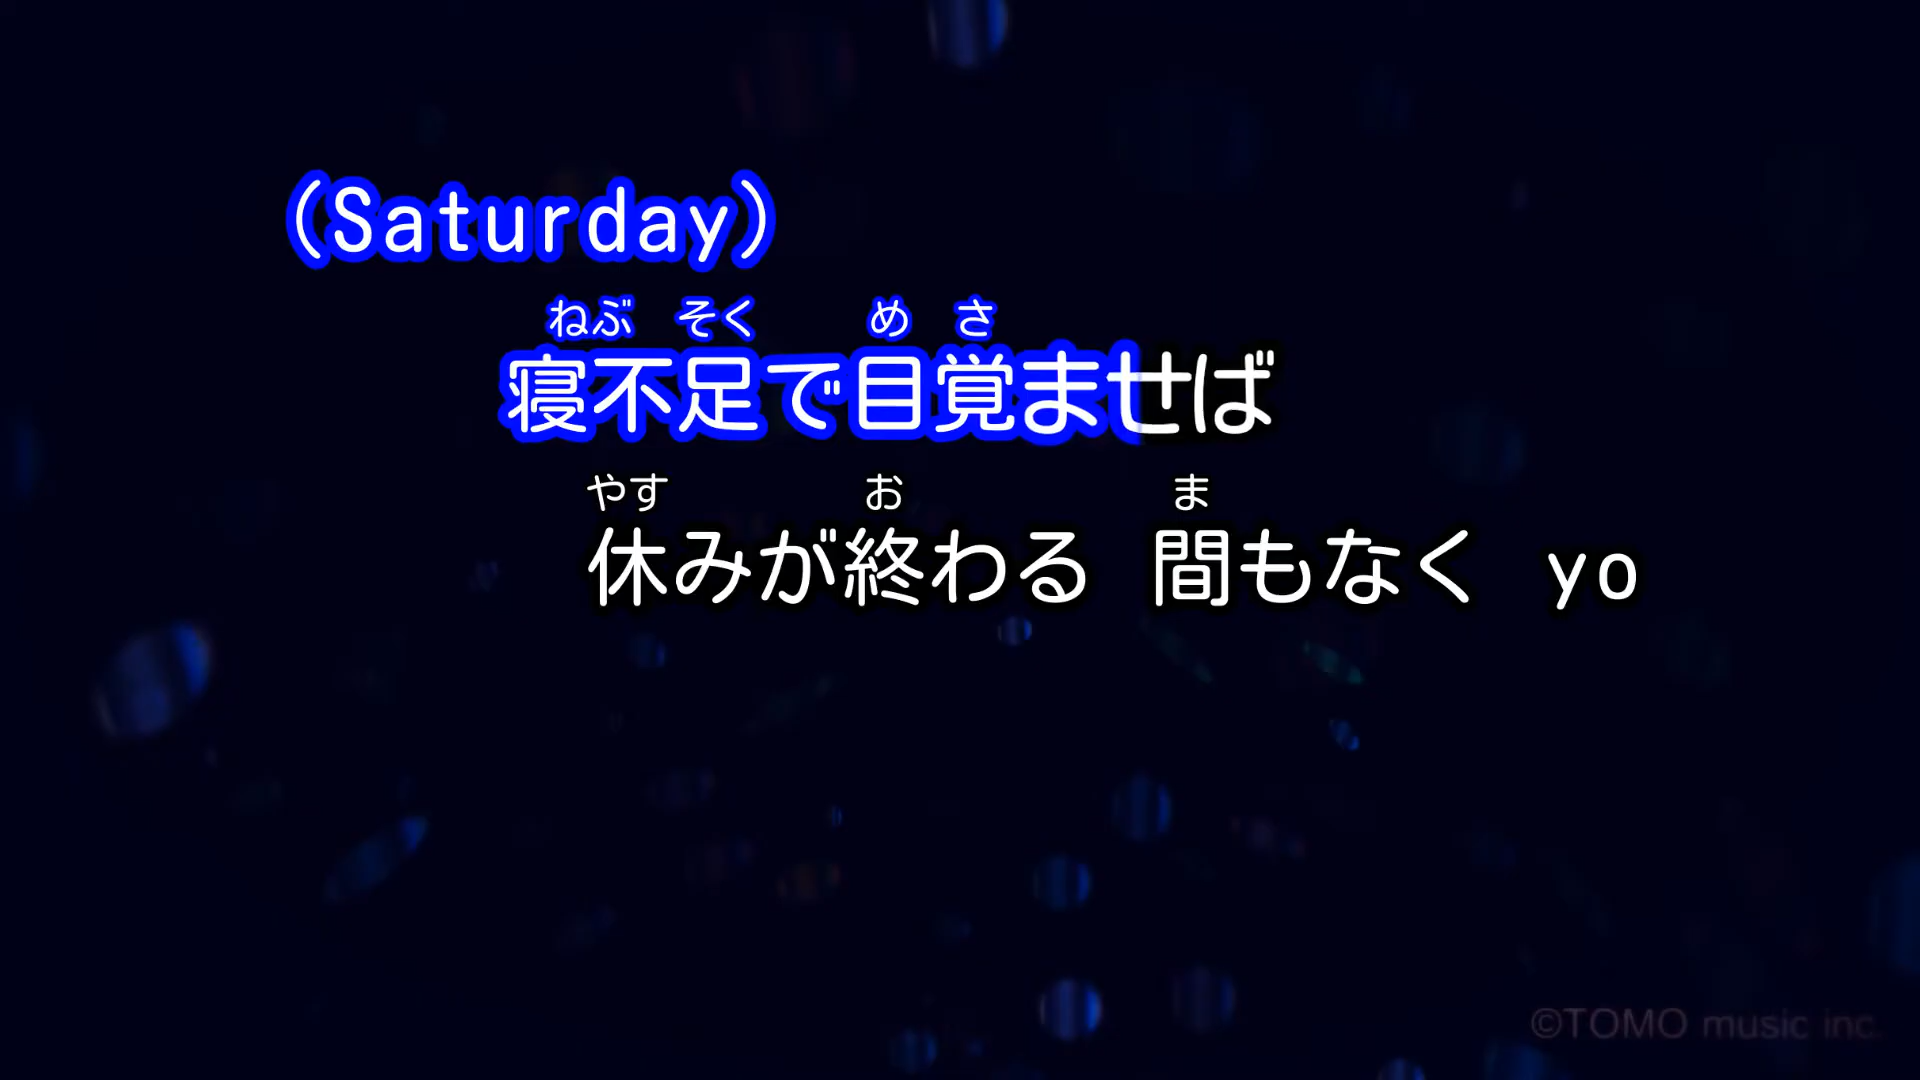 (Saturday)
ねぶ そく め さ
寝不足で目覚ませば
やす お ま
休みが終わる 間もなく yo
©TOMO music inc.